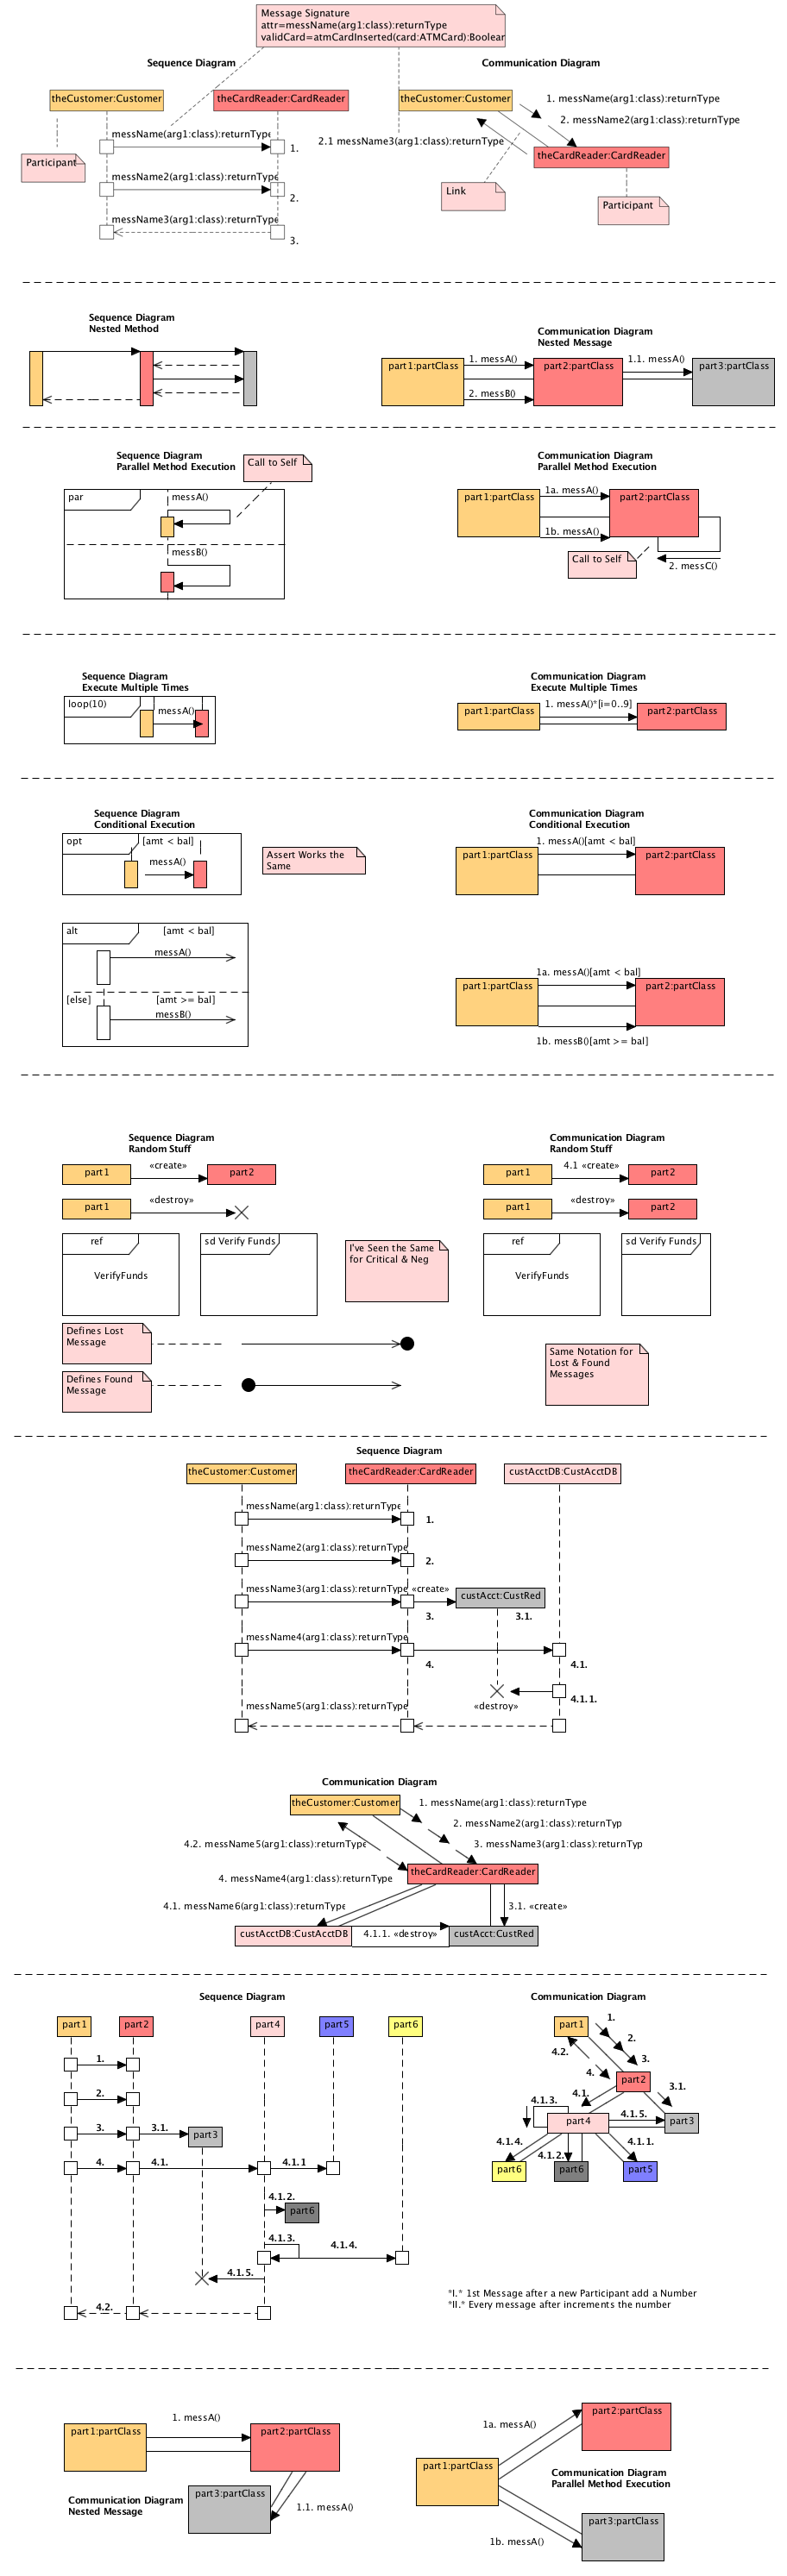 Message Signature
attr=messName(arg1:class):returnType
validCard=atmCardInserted(card:ATMCard):Boolean
Sequence Diagram
theCustomer:Customer
theCardReader:CardReader
messName(arg1:class):returnType
1.
Participant
messName2(arg1:class):returnType
2.
messName3(arg1:class):returnType
3.
Communication Diagram
theCustomer:Customer
1. messName(arg1:class):returnType
2. messName2(arg1:class):returnType
2.1 messName3(arg1:class):returnType
theCardReader:CardReader
Link
Participant
Sequence Diagram
Nested Method
Communication Diagram
Nested Message
part1:partClass
1. messA()
2. messB()
part2:partClass
1.1. messA()
part3:partClass
Sequence Diagram
Parallel Method Execution
Call to Self
par
messA()
messB()
Communication Diagram
Parallel Method Execution
part1:partClass
1a. messA()
1b. messA()
part2:partClass
Call to Self
2. messC()
Sequence Diagram
Execute Multiple Times
loop(10)
messA()
Communication Diagram
Execute Multiple Times
part1:partClass
1. messA()*[i=0..9]
part2:partClass
Sequence Diagram
Conditional Execution
opt
[amt < bal]
messA()
Assert Works the
Same
alt
[amt < bal]
messA()
[else]
[amt >= bal]
messB()
Communication Diagram
Conditional Execution
part1:partClass
1. messA()[amt < bal]
part2:partClass
part1:partClass
1a. messA()[amt < bal]
part2:partClass
1b. messB()[amt >= bal]
Sequence Diagram
Random Stuff
part1
«create»
part2
part1
«destroy»
ref
VerifyFunds
sd Verify Funds
I've Seen the Same
for Critical & Neg
Defines Lost
Message
Defines Found
Message
Communication Diagram
Random Stuff
part1
4.1 «create»
part2
part1
«destroy»
part2
ref
VerifyFunds
sd Verify Funds
Same Notation for
Lost & Found
Messages
Sequence Diagram
theCustomer:Customer
theCardReader:CardReader
custAcctDB:CustAcctDB
messName(arg1:class):returnType
1.
messName2(arg1:class):returnType
2.
messName3(arg1:class):returnType
«create»
custAcct:CustRed
3.
3.1.
messName4(arg1:class):returnType
4.
4.1.
4.1.1.
«destroy»
messName5(arg1:class):returnType
Communication Diagram
theCustomer:Customer
1. messName(arg1:class):returnType
2. messName2(arg1:class):returnTyp
4.2. messName5(arg1:class):returnType
3. messName3(arg1:class):returnTyp
theCardReader:CardReader
4. messName4(arg1:class):returnType
4.1. messName6(arg1:class):returnType
3.1. «create»
custAcctDB:CustAcctDB
4.1.1. «destroy»
custAcct:CustRed
Sequence Diagram
part1
part2
part4
part5
part6
1.
2.
3.
3.1.
part3
4.
4.1.
4.1.1
4.1.2.
part6
4.1.3.
4.1.4.
4.1.5.
4.2.
Communication Diagram
part1
1.
2.
3.
4.2.
4.
part2
4.1.
3.1.
4.1.3.
part4
4.1.5.
part3
4.1.4.
4.1.2.
4.1.1.
part6
part6
part5
*I.* 1st Message after a new Participant add a Number
*II.* Every message after increments the number
part1:partClass
1. messA()
part2:partClass
part3:partClass
1.1. messA()
Communication Diagram
Nested Message
part1:partClass
1a. messA()
part2:partClass
Communication Diagram
Parallel Method Execution
1b. messA()
part3:partClass